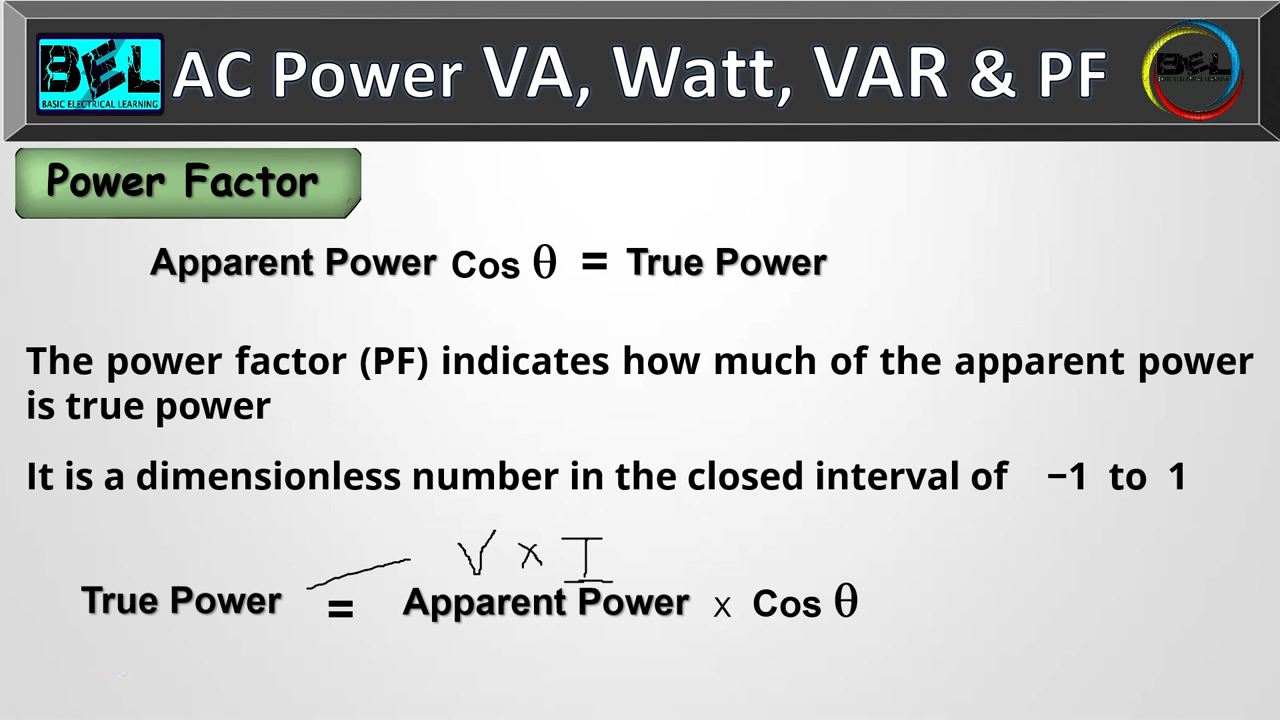 BEL
BASIC ELECTRICAL LEARNING
AC Power VA, Watt, VAR & PF
BEL
Power Factor
Apparent Power Cos θ = True Power
The power factor (PF) indicates how much of the apparent power
is true power
It is a dimensionless number in the closed interval of −1 to 1
V x I
True Power = Apparent Power x Cos θ